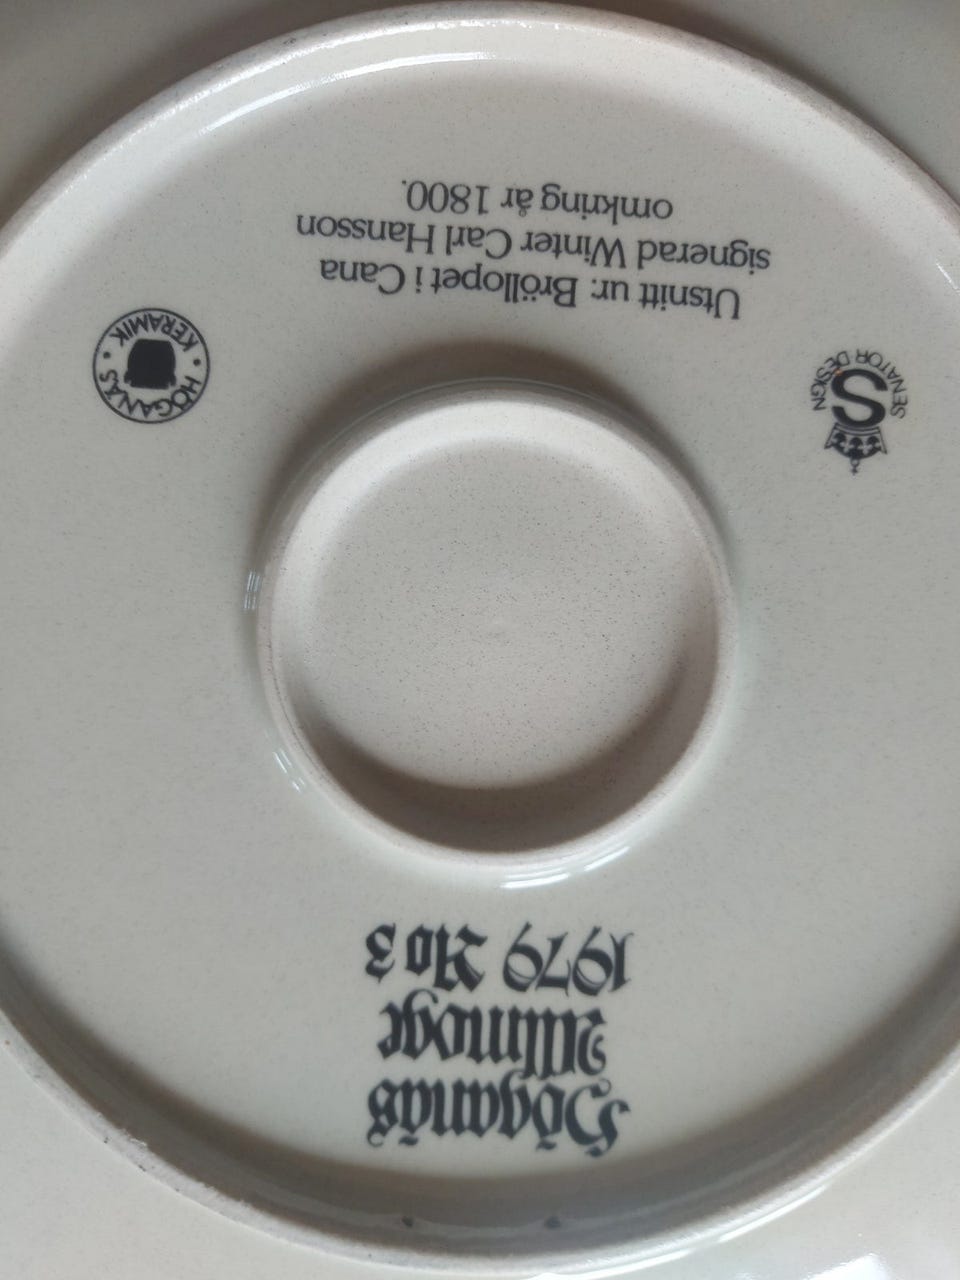 Höganäs
Allmoge
1979 No 3
SENATOR DESIGN
S
HÖGANÄS • KERAMIK •
Utsnitt ur: Bröllopet i Cana
signerad Winter Carl Hansson
omkring år 1800.